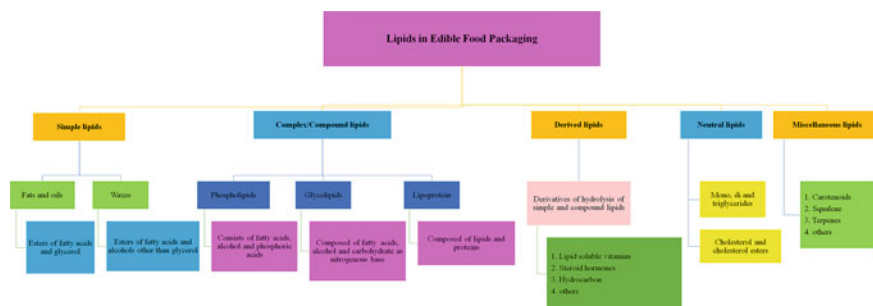 Lipids in Edible Food Packaging
Simple lipids
Complex/Compound lipids
Derived lipids
Neutral lipids
Miscellaneous lipids
Fats and oils
Waxes
Phospholipids
Glycolipids
Lipoprotein
Esters of fatty acids
and glycerol
Esters of fatty acids and
alcohols other than glycerol
Consists of fatty acids,
alcohol and phosphoric
acids
Composed of fatty acids,
alcohol and carbohydrate as
nitrogenous base
Composed of lipids and
proteins
Derivatives of hydrolysis of
simple and compound lipids
1. Lipid soluble vitamins
2. Steroid hormones
3. Hydrocarbon
4. others
Mono, di and
triglycerides
Cholesterol and
cholesterol esters
1. Carotenoids
2. Squalene
3. Terpenes
4. others